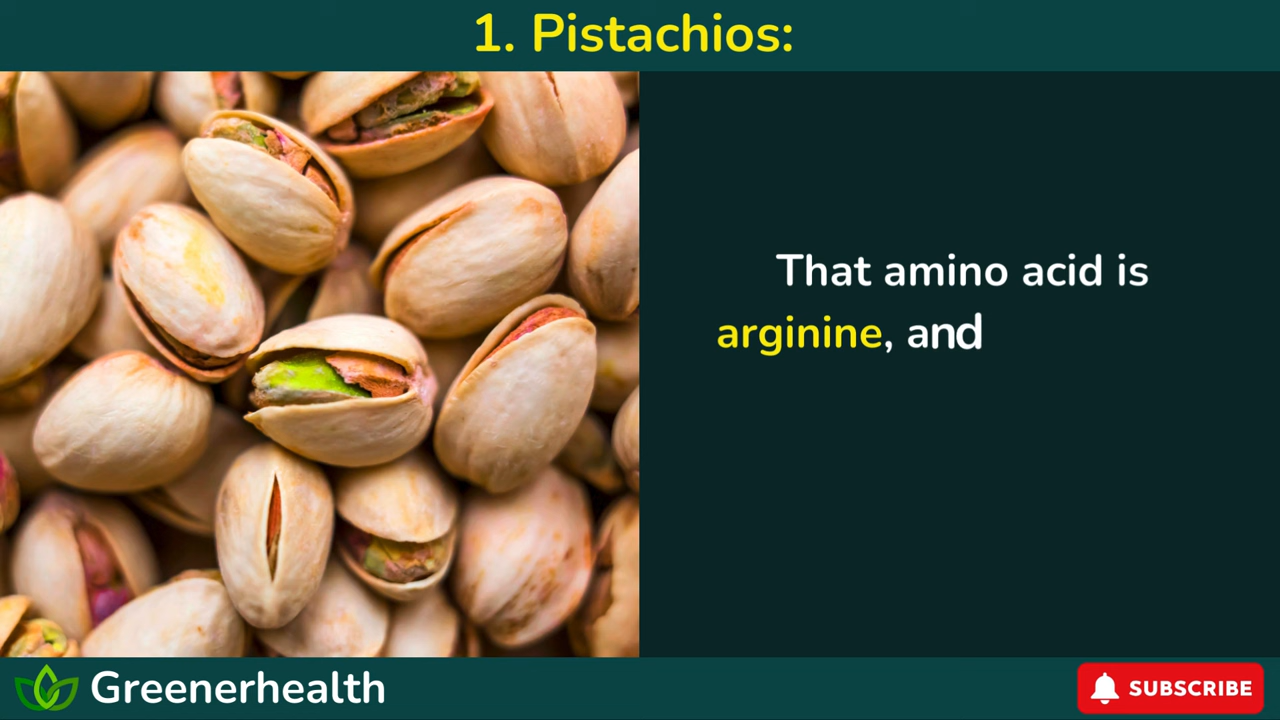 1. Pistachios:
That amino acid is
arginine, and
Greenerhealth
SUBSCRIBE